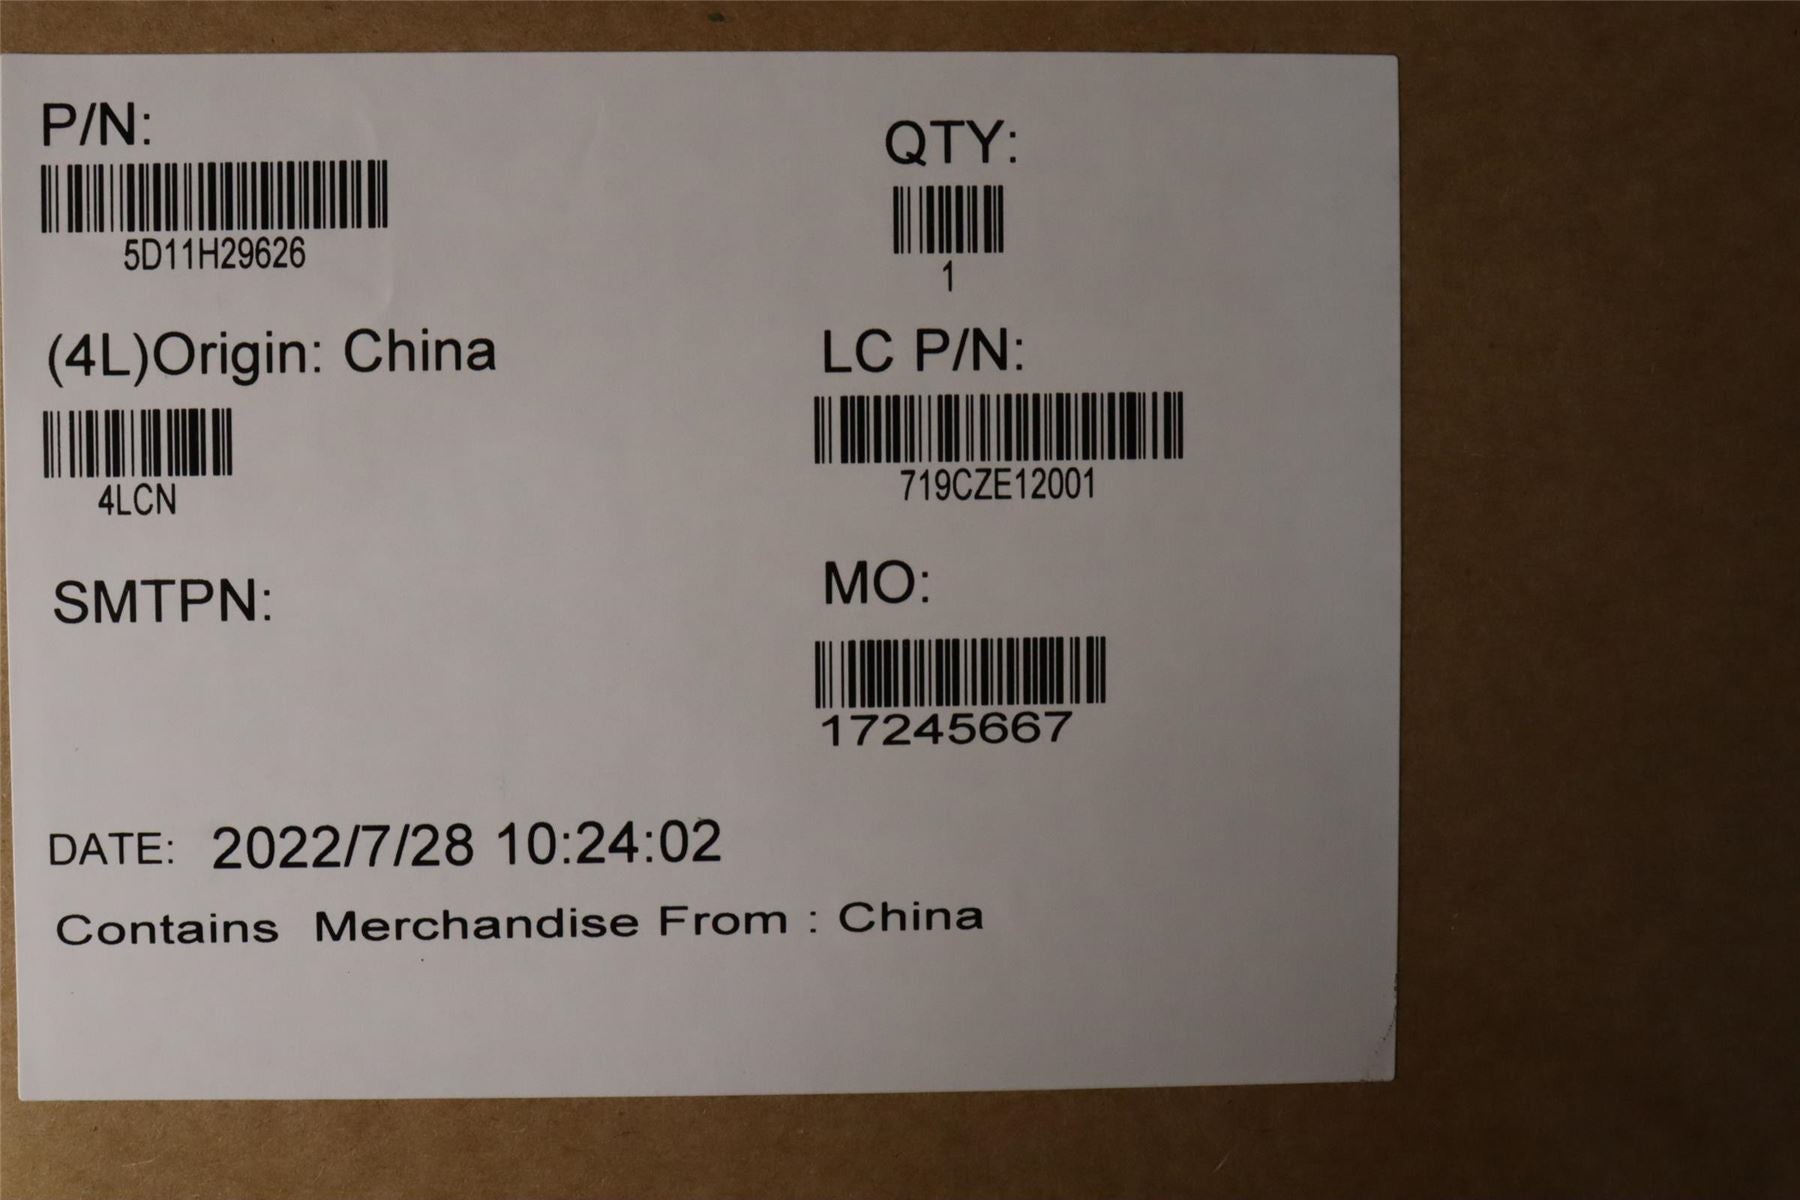 P/N:
5D11H29626
QTY:
1
(4L)Origin: China
4LCN
LC P/N:
719CZE12001
SMTPN:
MO:
17245667
DATE: 2022/7/28 10:24:02
Contains Merchandise From : China